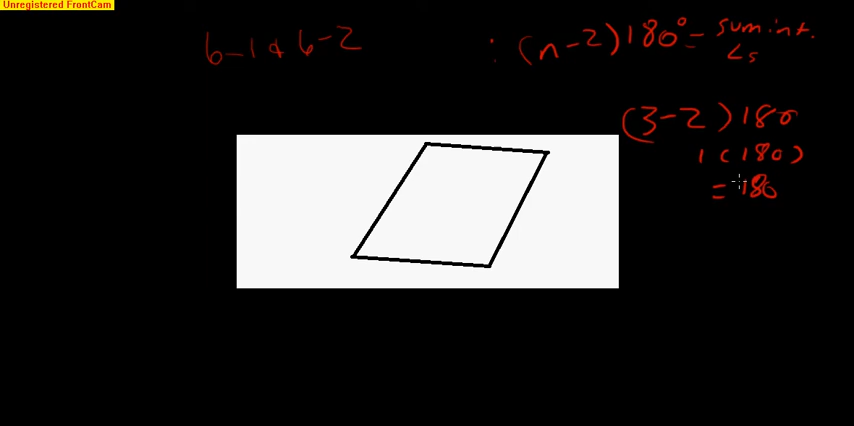 Unregistered FrontCam
6-1 & 6-2
: (n-2)180° = sum int.
∠s
(3-2)180
1(180)
= 180